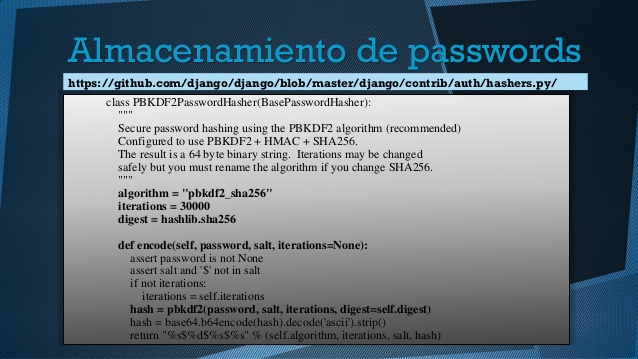 Almacenamiento de passwords
https://github.com/django/django/blob/master/django/contrib/auth/hashers.py/
class PBKDF2PasswordHasher(BasePasswordHasher):
"""
Secure password hashing using the PBKDF2 algorithm (recommended)
Configured to use PBKDF2 + HMAC + SHA256.
The result is a 64 byte binary string.  Iterations may be changed
safely but you must rename the algorithm if you change SHA256.
"""
algorithm = "pbkdf2_sha256"
iterations = 30000
digest = hashlib.sha256
def encode(self, password, salt, iterations=None):
assert password is not None
assert salt and '$' not in salt
if not iterations:
iterations = self.iterations
hash = pbkdf2(password, salt, iterations, digest=self.digest)
hash = base64.b64encode(hash).decode('ascii').strip()
return "%s$%d$%s$%s" % (self.algorithm, iterations, salt, hash)